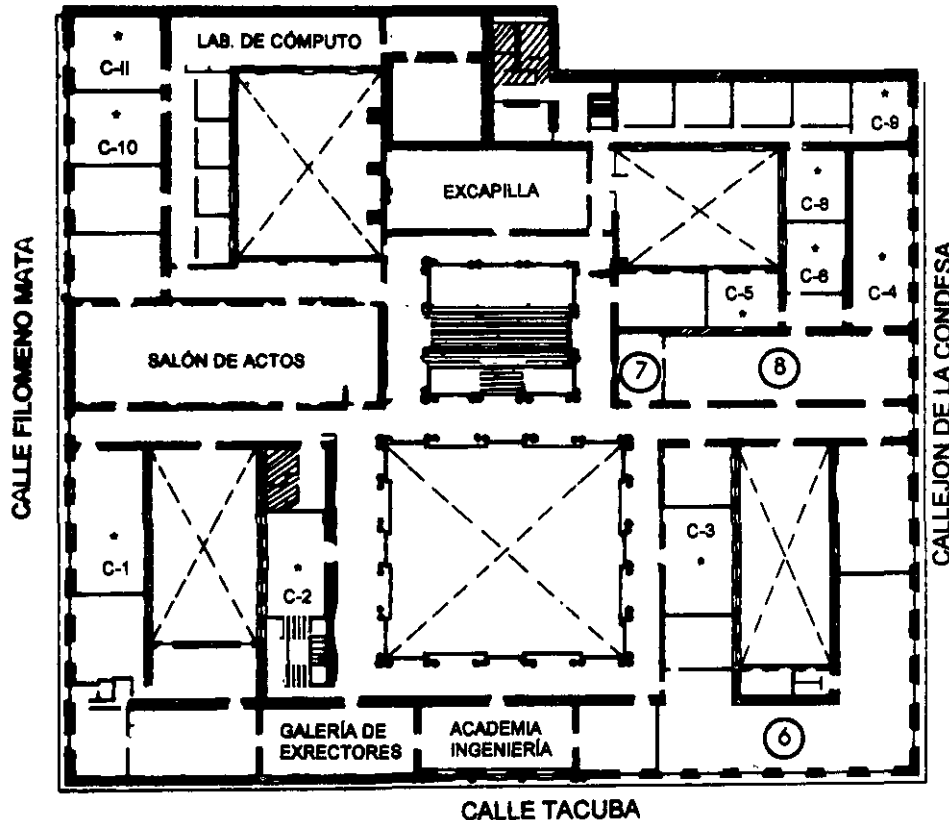 LAB. DE CÓMPUTO
*
C-11
*
C-10
*
C-9
EXCAPILLA
*
C-8
*
C-6
*
C-4
C-5
*
SALÓN DE ACTOS
7
8
CALLE FILOMENO MATA
CALLEJON DE LA CONDESA
*
C-1
*
C-2
C-3
*
GALERÍA DE
EXRECTORES
ACADEMIA
INGENIERÍA
6
CALLE TACUBA